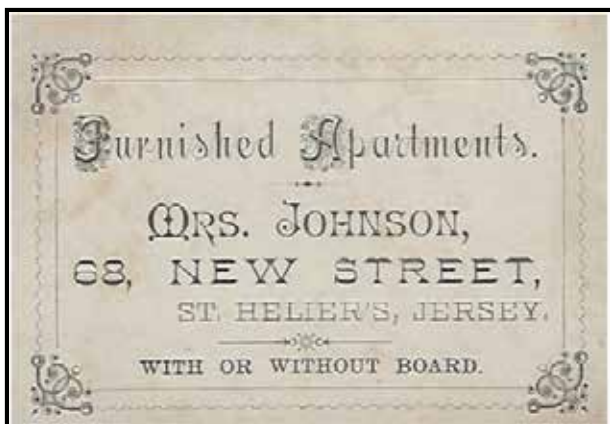 Furnished Apartments.
MRS. JOHNSON,
68, NEW STREET,
ST. HELIER'S, JERSEY.
WITH OR WITHOUT BOARD.